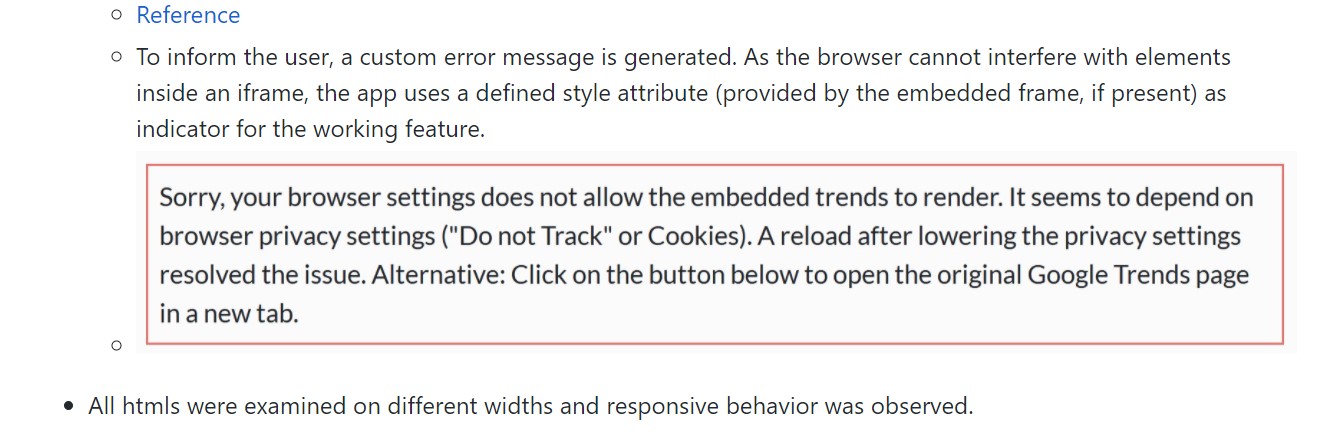 Reference
To inform the user, a custom error message is generated. As the browser cannot interfere with elements
inside an iframe, the app uses a defined style attribute (provided by the embedded frame, if present) as
indicator for the working feature.
Sorry, your browser settings does not allow the embedded trends to render. It seems to depend on
browser privacy settings ("Do not Track" or Cookies). A reload after lowering the privacy settings
resolved the issue. Alternative: Click on the button below to open the original Google Trends page
in a new tab.
All htmls were examined on different widths and responsive behavior was observed.